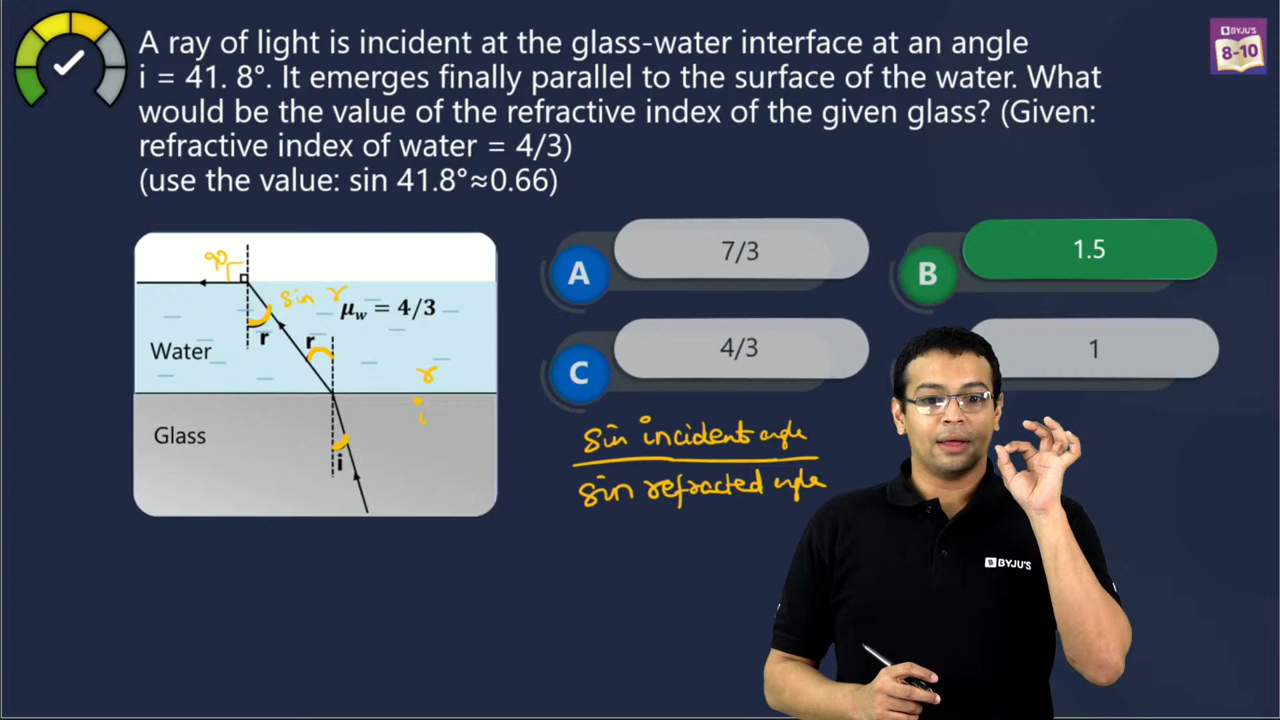 A ray of light is incident at the glass-water interface at an angle
i = 41. 8°. It emerges finally parallel to the surface of the water. What
would be the value of the refractive index of the given glass? (Given:
refractive index of water = 4/3)
(use the value: sin 41.8°≈0.66)
BYJU'S
8-10
90
sin r
μw = 4/3
r
r
Water
r
i
Glass
i
A
7/3
B
1.5
C
4/3
1
sin incident angle
sin refracted angle
BYJU'S